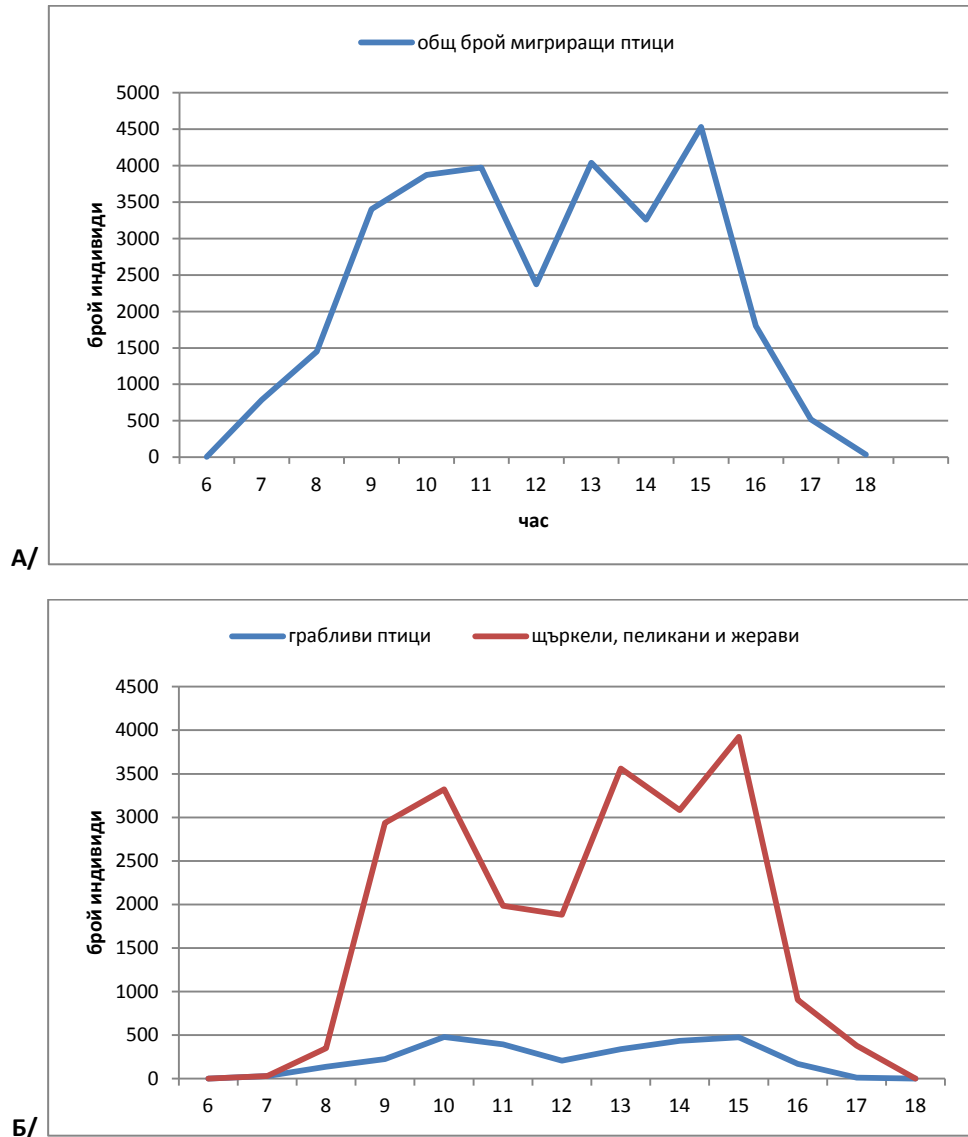 общ брой мигриращи птици
5000
4500
4000
3500
3000
2500
2000
1500
1000
500
0
брой индивиди
6 7 8 9 10 11 12 13 14 15 16 17 18
час
А/
грабливи птици щъркели, пеликани и жерави
4500
4000
3500
3000
2500
2000
1500
1000
500
0
брой индивиди
6 7 8 9 10 11 12 13 14 15 16 17 18
Б/